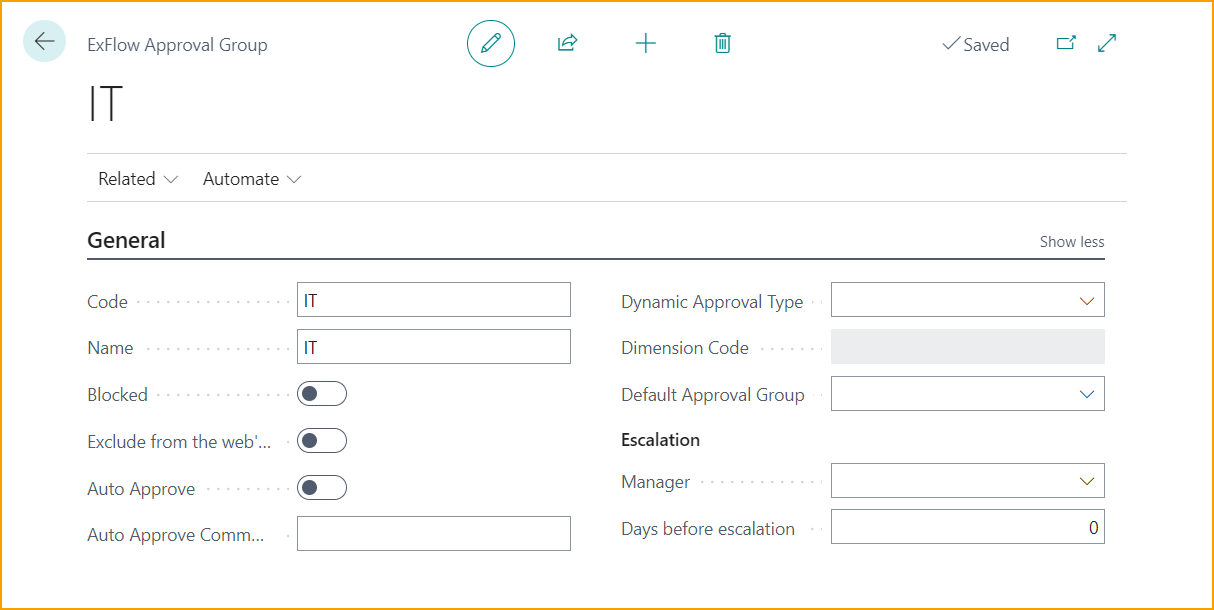 ExFlow Approval Group
Saved
IT
Related
Automate
General
Show less
Code
IT
Name
IT
Blocked
Exclude from the web'...
Auto Approve
Auto Approve Comm...
Dynamic Approval Type
Dimension Code
Default Approval Group
Escalation
Manager
Days before escalation
0